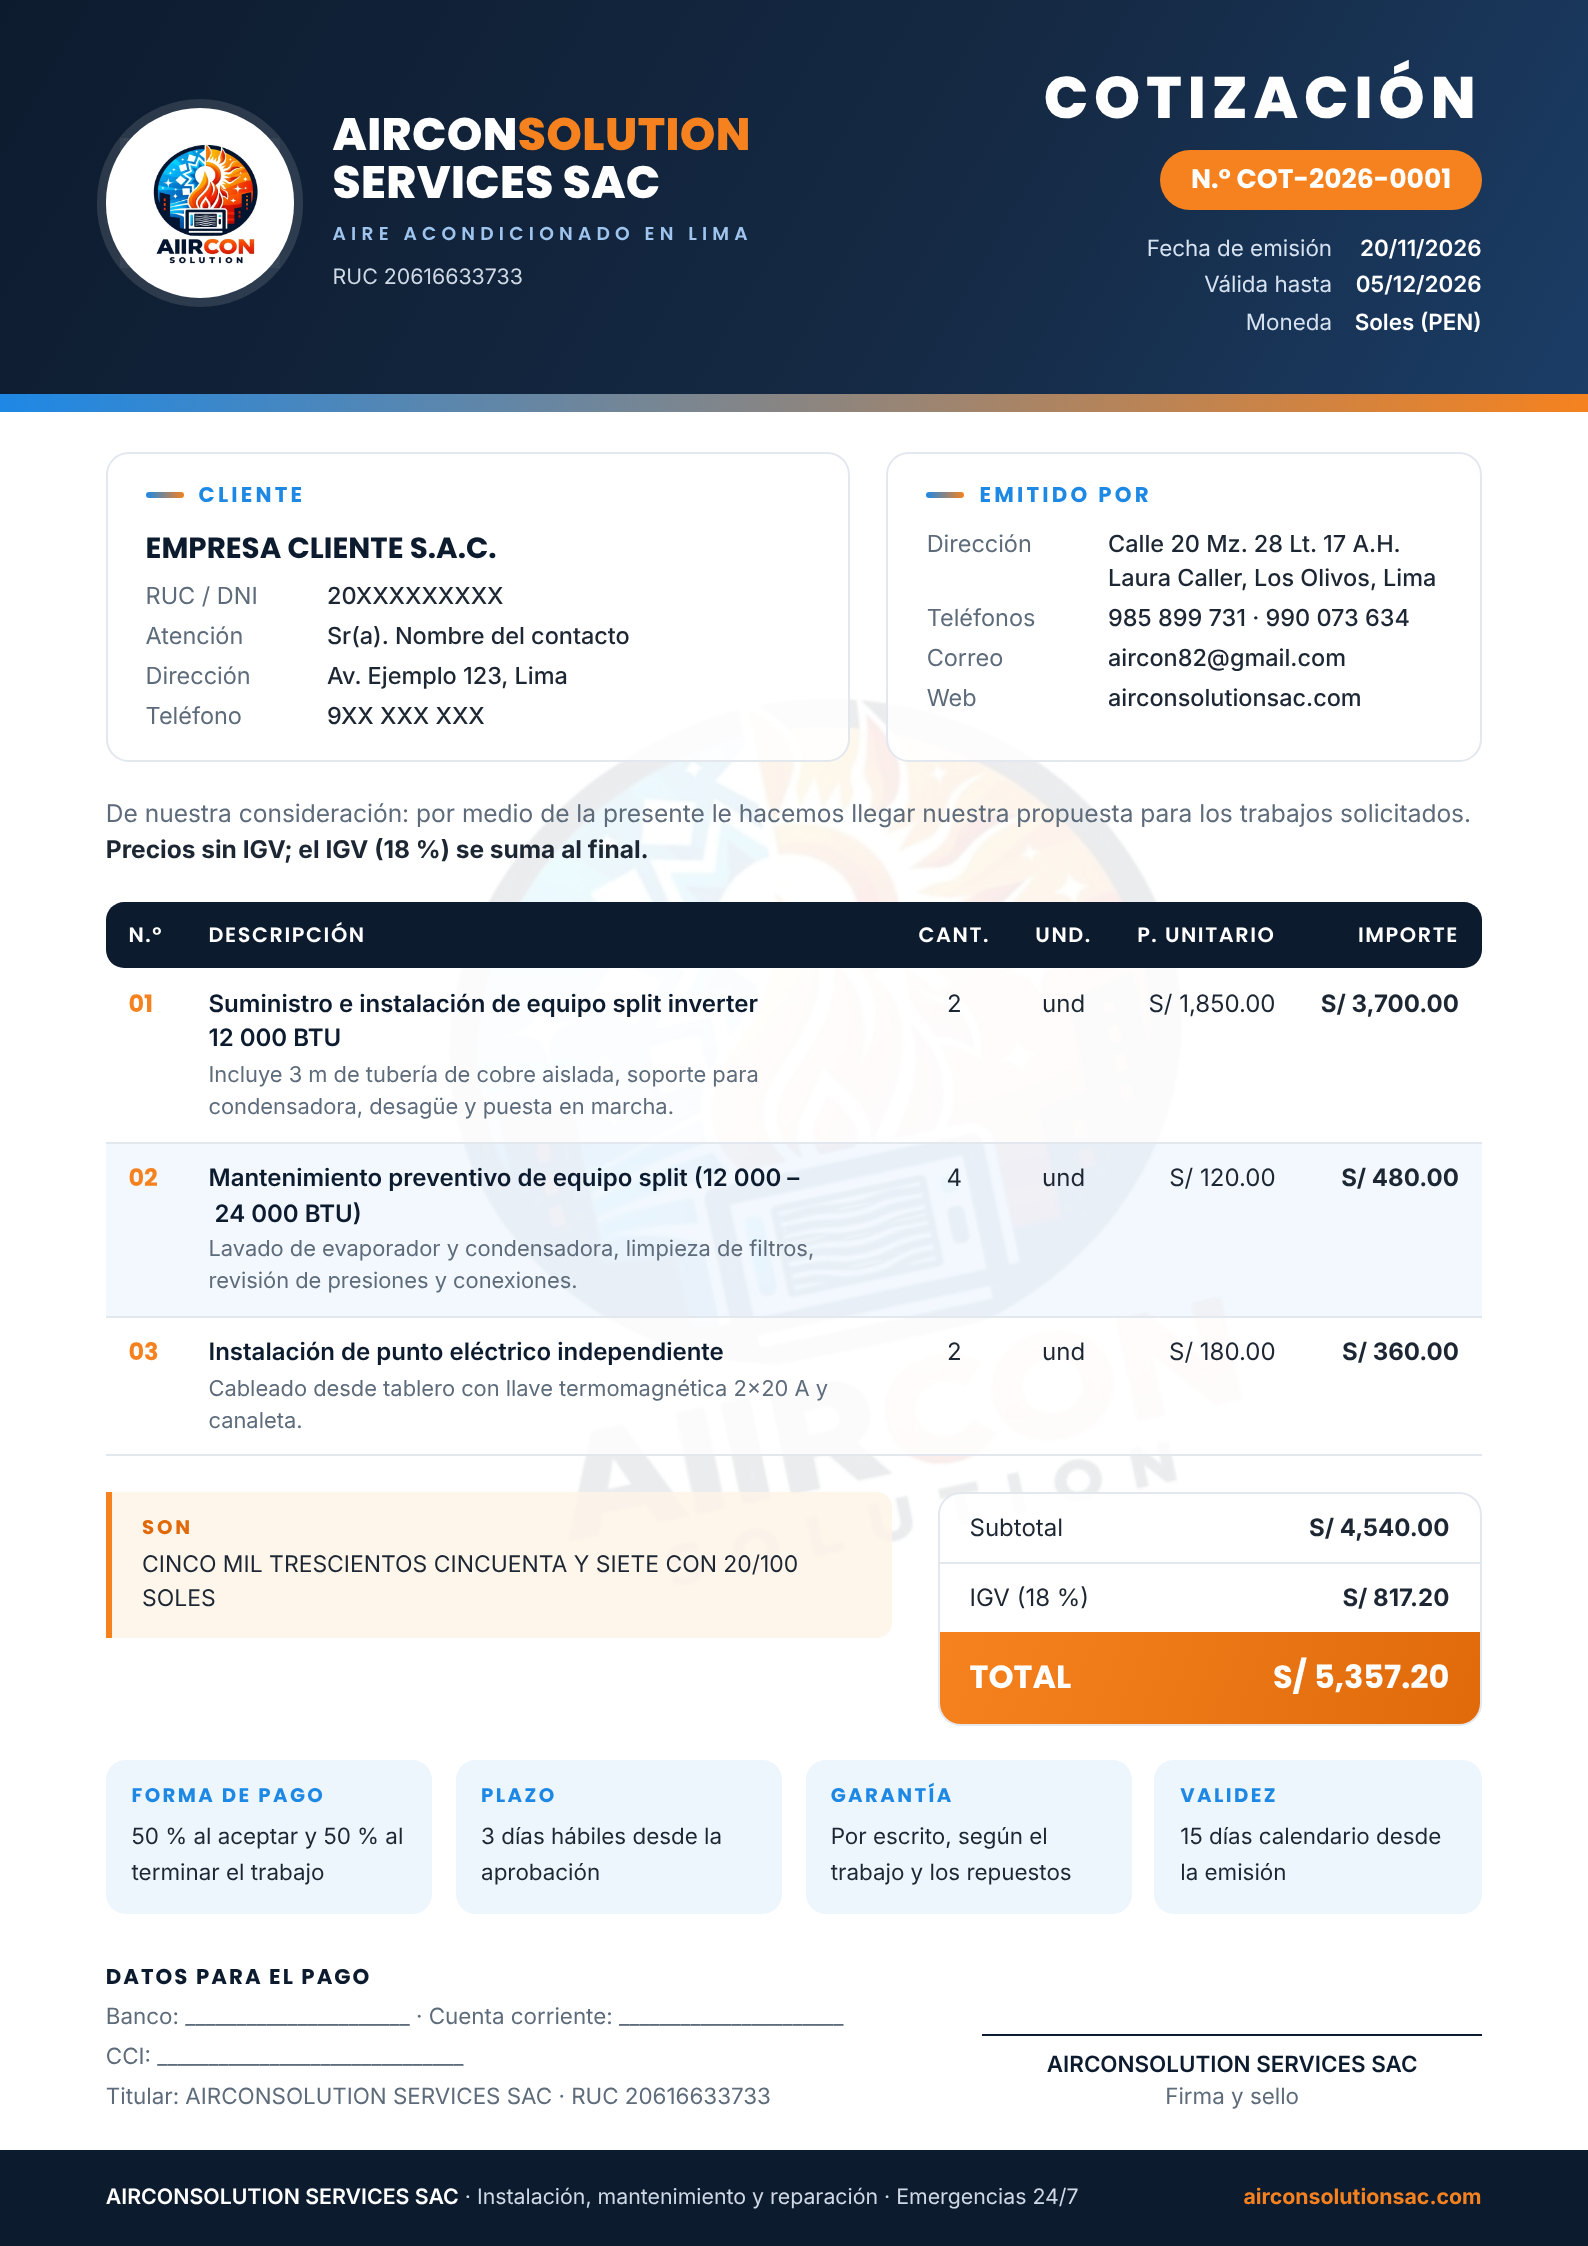 COTIZACIÓN
AIIRCON
SOLUTION
AIRCONSOLUTION
SERVICES SAC
AIRE ACONDICIONADO EN LIMA
RUC 20616633733
N.º COT-2026-0001
Fecha de emisión 20/11/2026
Válida hasta 05/12/2026
Moneda Soles (PEN)
CLIENTE
EMPRESA CLIENTE S.A.C.
RUC / DNI 20XXXXXXXXX
Atención Sr(a). Nombre del contacto
Dirección Av. Ejemplo 123, Lima
Teléfono 9XX XXX XXX
EMITIDO POR
Dirección Calle 20 Mz. 28 Lt. 17 A.H.
Laura Caller, Los Olivos, Lima
Teléfonos 985 899 731 · 990 073 634
Correo aircon82@gmail.com
Web airconsolutionsac.com
De nuestra consideración: por medio de la presente le hacemos llegar nuestra propuesta para los trabajos solicitados.
Precios sin IGV; el IGV (18 %) se suma al final.
N.º DESCRIPCIÓN CANT. UND. P. UNITARIO IMPORTE
01 Suministro e instalación de equipo split inverter 2 und S/ 1,850.00 S/ 3,700.00
12 000 BTU
Incluye 3 m de tubería de cobre aislada, soporte para
condensadora, desagüe y puesta en marcha.
02 Mantenimiento preventivo de equipo split (12 000 – 4 und S/ 120.00 S/ 480.00
24 000 BTU)
Lavado de evaporador y condensadora, limpieza de filtros,
revisión de presiones y conexiones.
03 Instalación de punto eléctrico independiente 2 und S/ 180.00 S/ 360.00
Cableado desde tablero con llave termomagnética 2×20 A y
canaleta.
AIIRCON
SOLUTION
SON
CINCO MIL TRESCIENTOS CINCUENTA Y SIETE CON 20/100
SOLES
Subtotal S/ 4,540.00
IGV (18 %) S/ 817.20
TOTAL S/ 5,357.20
FORMA DE PAGO
50 % al aceptar y 50 % al
terminar el trabajo
PLAZO
3 días hábiles desde la
aprobación
GARANTÍA
Por escrito, según el
trabajo y los repuestos
VALIDEZ
15 días calendario desde
la emisión
DATOS PARA EL PAGO
Banco: ______________________ · Cuenta corriente: ______________________
CCI: ______________________________
Titular: AIRCONSOLUTION SERVICES SAC · RUC 20616633733
AIRCONSOLUTION SERVICES SAC
Firma y sello
AIRCONSOLUTION SERVICES SAC · Instalación, mantenimiento y reparación · Emergencias 24/7
airconsolutionsac.com